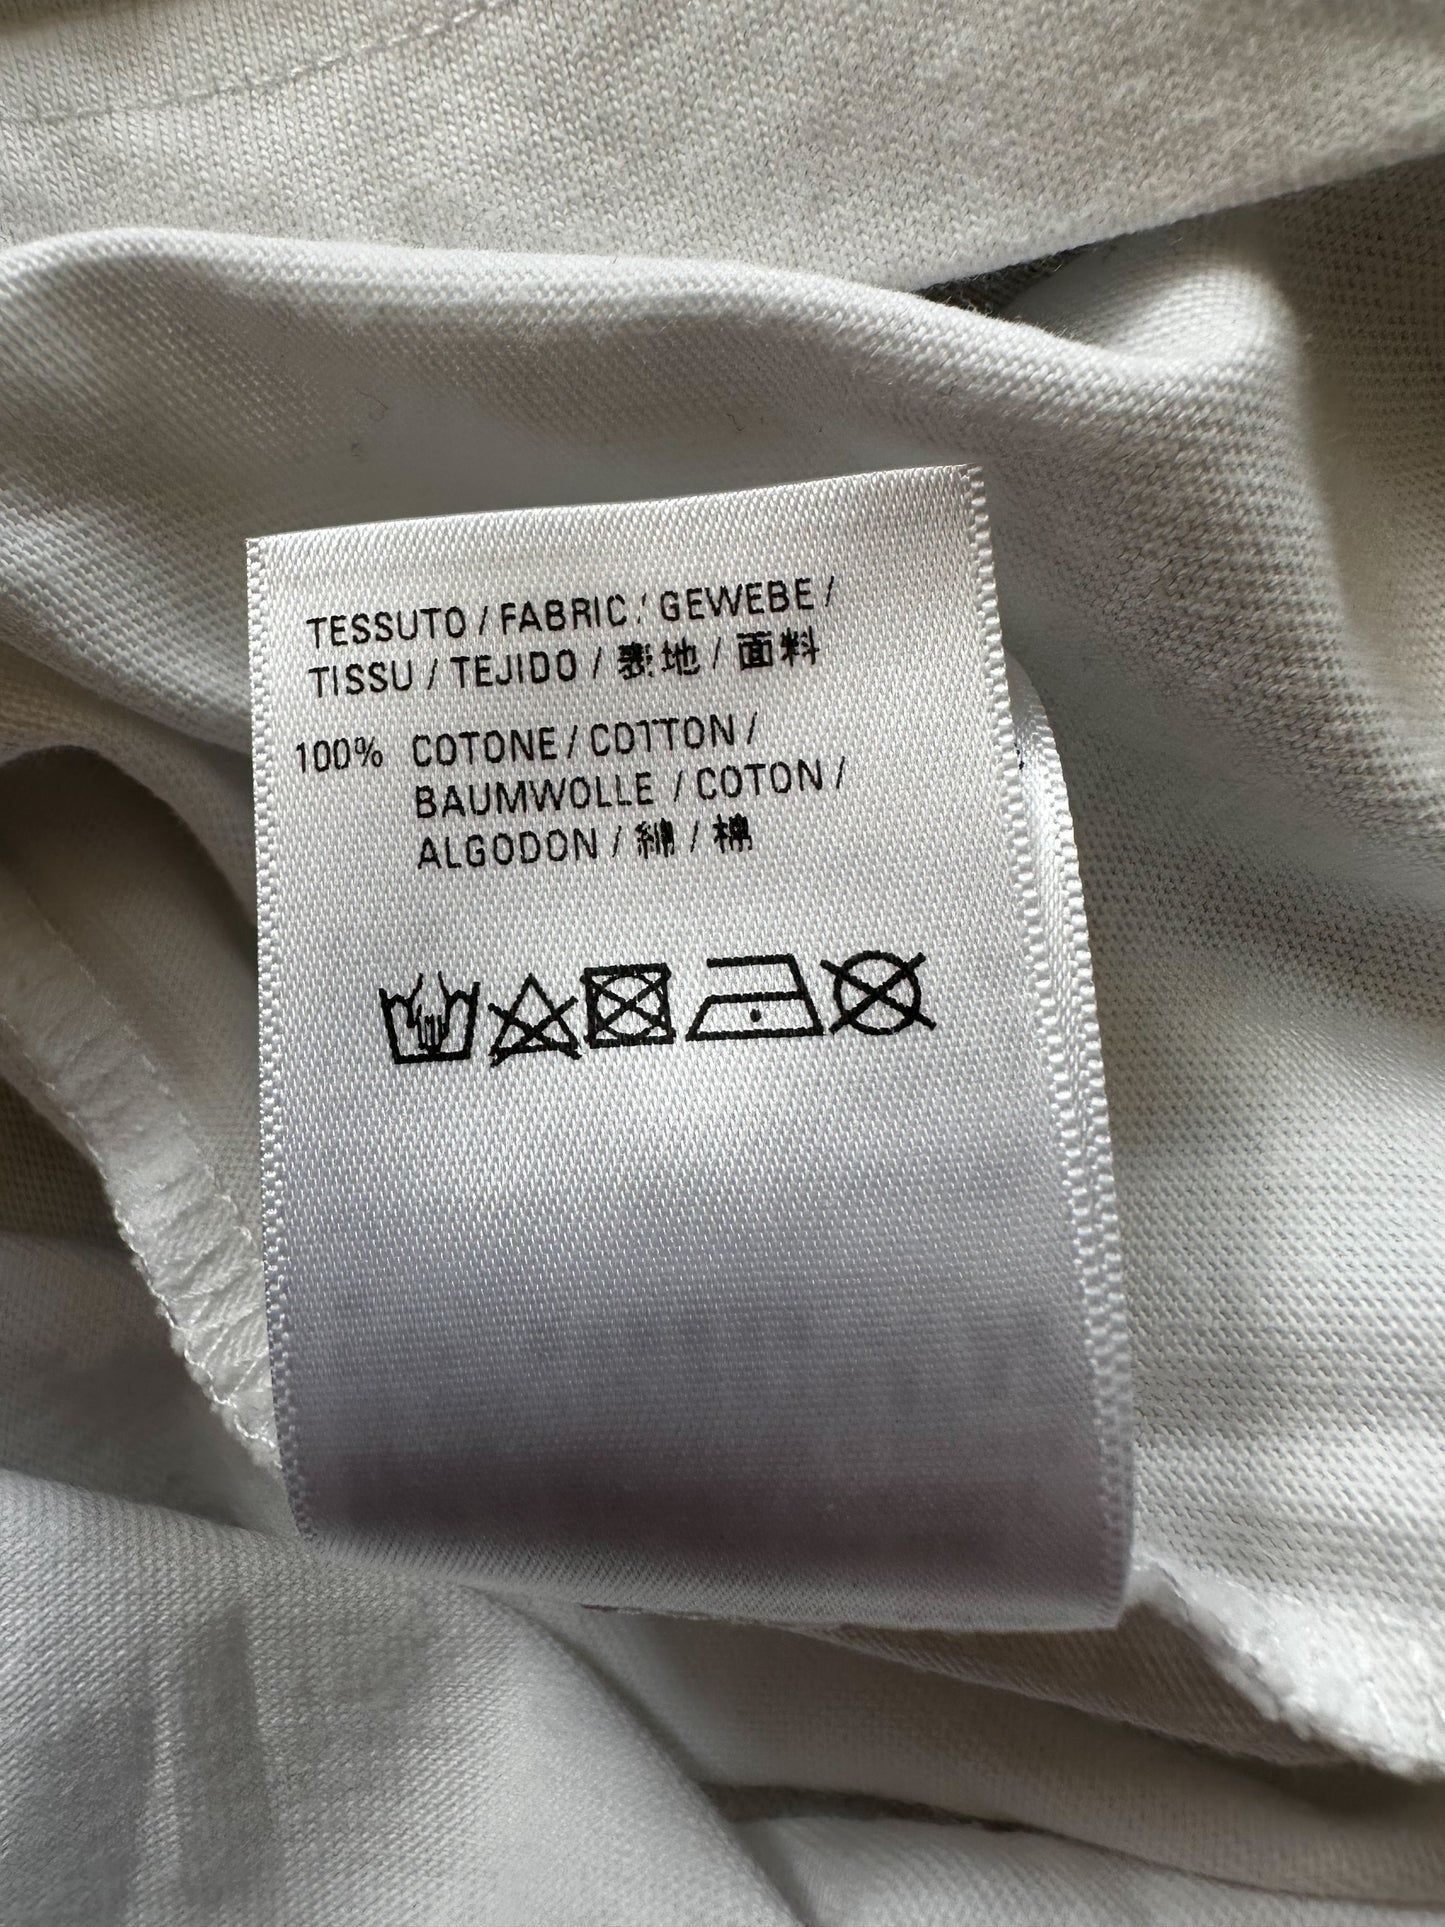 TESSUTO / FABRIC / GEWEBE /
TISSU / TEJIDO / 表地 / 面料
100% COTONE / COTTON /
BAUMWOLLE / COTON /
ALGODON / 綿 / 棉